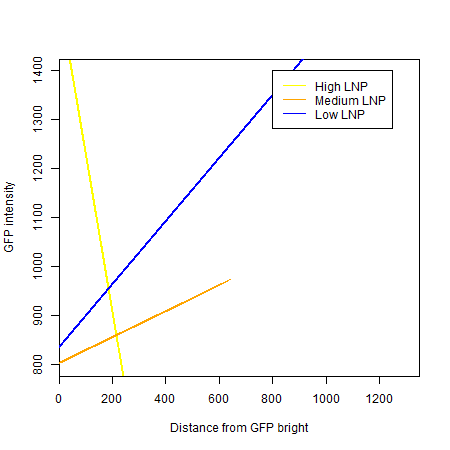 1400
1300
1200
1100
1000
900
800
GFP intensity
High LNP
Medium LNP
Low LNP
0 200 400 600 800 1000 1200
Distance from GFP bright